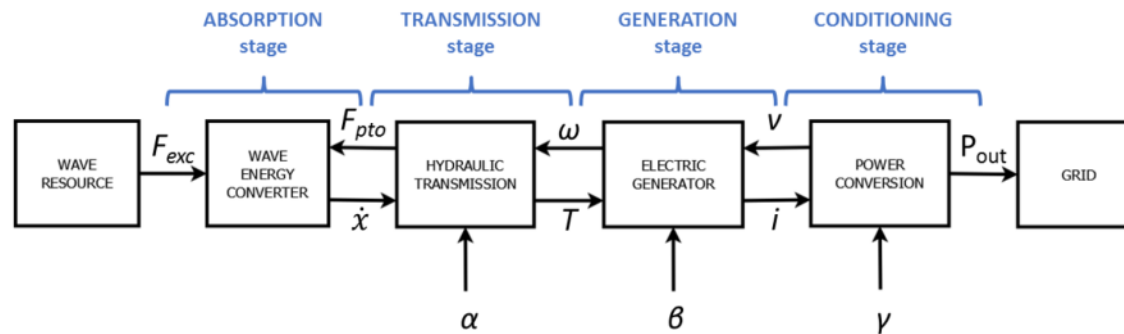 ABSORPTION
stage
TRANSMISSION
stage
GENERATION
stage
CONDITIONING
stage
WAVE
RESOURCE
F_exc
WAVE
ENERGY
CONVERTER
F_pto
ẋ
HYDRAULIC
TRANSMISSION
ω
T
ELECTRIC
GENERATOR
v
i
POWER
CONVERSION
P_out
GRID
α
β
γ